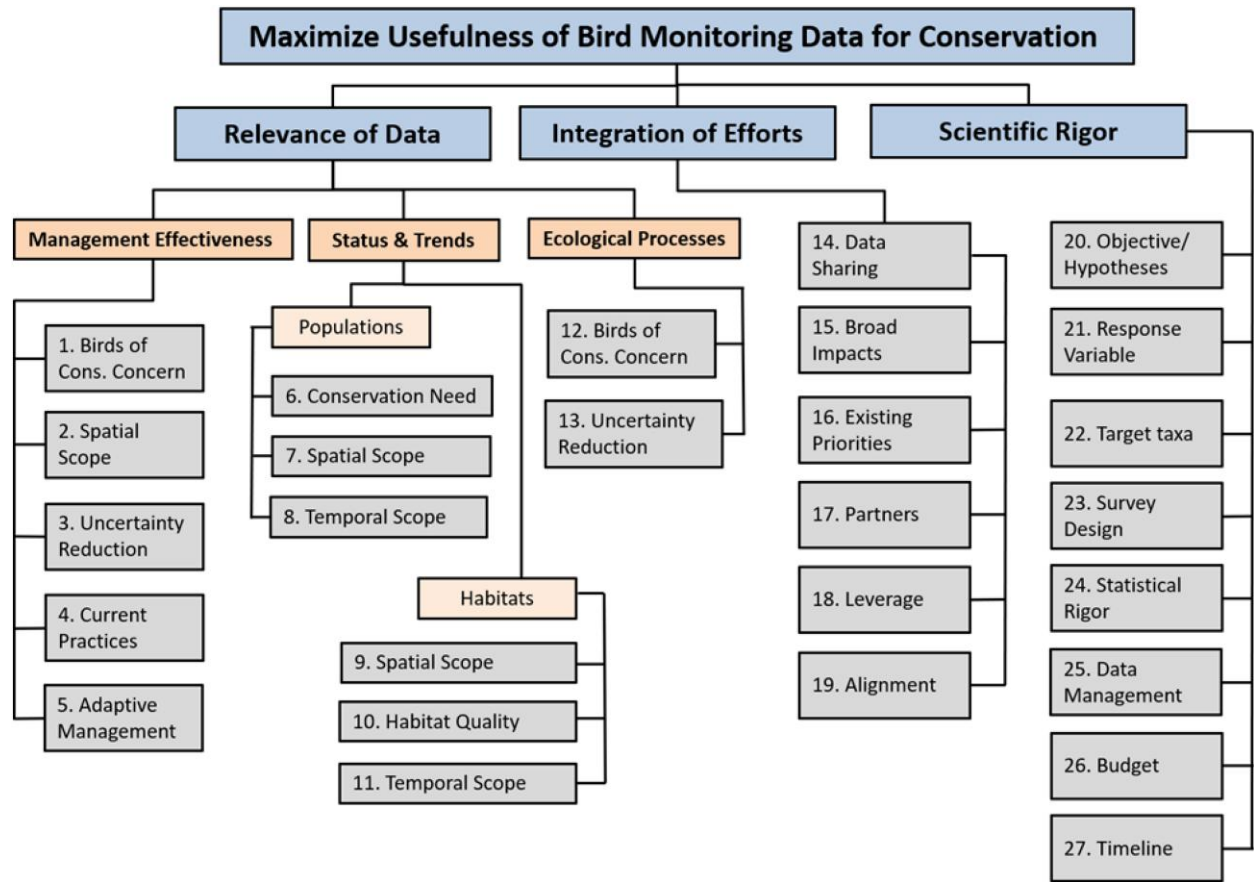 Maximize Usefulness of Bird Monitoring Data for Conservation
Relevance of Data
Integration of Efforts
Scientific Rigor
Management Effectiveness
Status & Trends
Ecological Processes
1. Birds of
Cons. Concern
2. Spatial
Scope
3. Uncertainty
Reduction
4. Current
Practices
5. Adaptive
Management
Populations
6. Conservation Need
7. Spatial Scope
8. Temporal Scope
Habitats
9. Spatial Scope
10. Habitat Quality
11. Temporal Scope
12. Birds of
Cons. Concern
13. Uncertainty
Reduction
14. Data
Sharing
15. Broad
Impacts
16. Existing
Priorities
17. Partners
18. Leverage
19. Alignment
20. Objective/
Hypotheses
21. Response
Variable
22. Target taxa
23. Survey
Design
24. Statistical
Rigor
25. Data
Management
26. Budget
27. Timeline